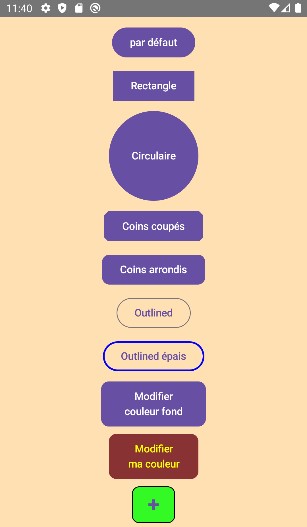 11:40
par défaut
Rectangle
Circulaire
Coins coupés
Coins arrondis
Outlined
Outlined épais
Modifier
couleur fond
Modifier
ma couleur
+